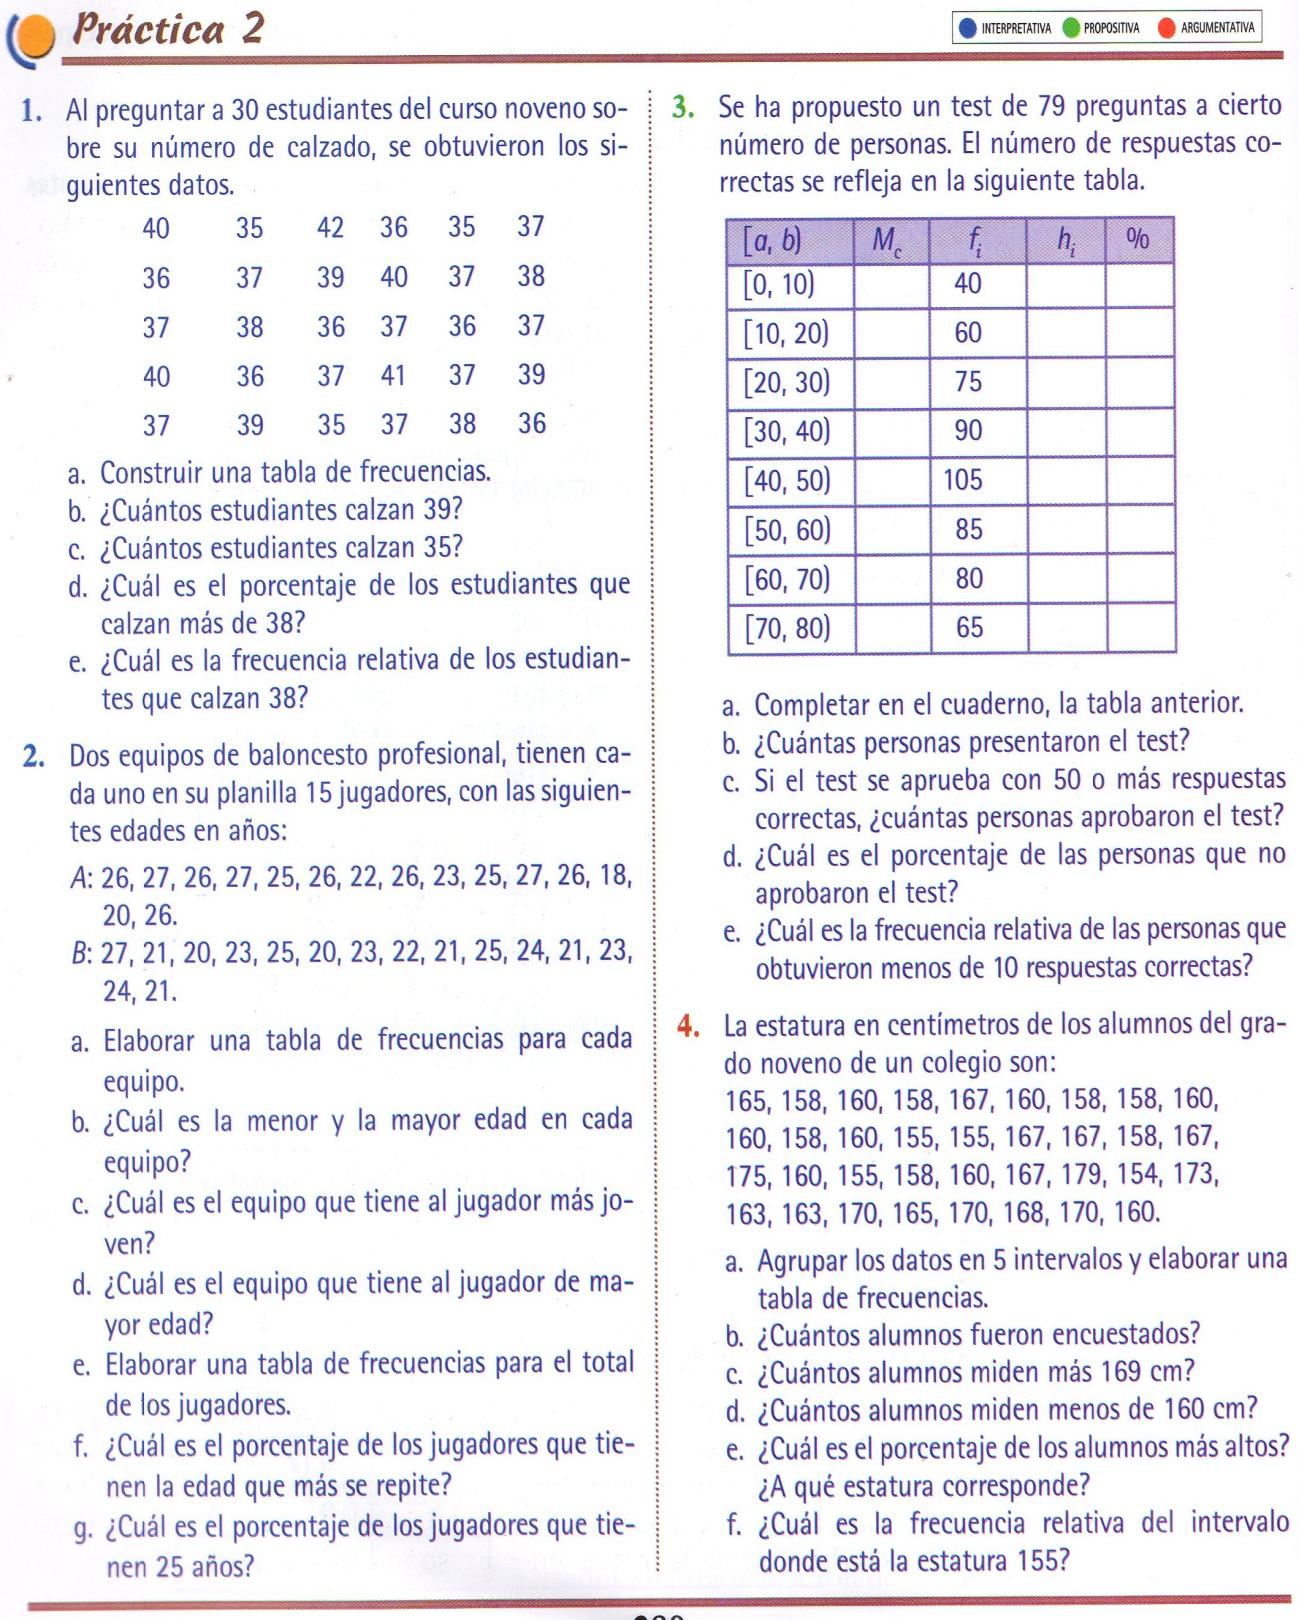 Práctica 2
INTERPRETATIVA PROPOSITIVA ARGUMENTATIVA
1. Al preguntar a 30 estudiantes del curso noveno so-
bre su número de calzado, se obtuvieron los si-
guientes datos.
40 35 42 36 35 37
36 37 39 40 37 38
37 38 36 37 36 37
40 36 37 41 37 39
37 39 35 37 38 36
a. Construir una tabla de frecuencias.
b. ¿Cuántos estudiantes calzan 39?
c. ¿Cuántos estudiantes calzan 35?
d. ¿Cuál es el porcentaje de los estudiantes que
calzan más de 38?
e. ¿Cuál es la frecuencia relativa de los estudian-
tes que calzan 38?
2. Dos equipos de baloncesto profesional, tienen ca-
da uno en su planilla 15 jugadores, con las siguien-
tes edades en años:
A: 26, 27, 26, 27, 25, 26, 22, 26, 23, 25, 27, 26, 18,
20, 26.
B: 27, 21, 20, 23, 25, 20, 23, 22, 21, 25, 24, 21, 23,
24, 21.
a. Elaborar una tabla de frecuencias para cada
equipo.
b. ¿Cuál es la menor y la mayor edad en cada
equipo?
c. ¿Cuál es el equipo que tiene al jugador más jo-
ven?
d. ¿Cuál es el equipo que tiene al jugador de ma-
yor edad?
e. Elaborar una tabla de frecuencias para el total
de los jugadores.
f. ¿Cuál es el porcentaje de los jugadores que tie-
nen la edad que más se repite?
g. ¿Cuál es el porcentaje de los jugadores que tie-
nen 25 años?
3. Se ha propuesto un test de 79 preguntas a cierto
número de personas. El número de respuestas co-
rrectas se refleja en la siguiente tabla.
[a, b) Mc fi hi %
[0, 10) 40
[10, 20) 60
[20, 30) 75
[30, 40) 90
[40, 50) 105
[50, 60) 85
[60, 70) 80
[70, 80) 65
a. Completar en el cuaderno, la tabla anterior.
b. ¿Cuántas personas presentaron el test?
c. Si el test se aprueba con 50 o más respuestas
correctas, ¿cuántas personas aprobaron el test?
d. ¿Cuál es el porcentaje de las personas que no
aprobaron el test?
e. ¿Cuál es la frecuencia relativa de las personas que
obtuvieron menos de 10 respuestas correctas?
4. La estatura en centímetros de los alumnos del gra-
do noveno de un colegio son:
165, 158, 160, 158, 167, 160, 158, 158, 160,
160, 158, 160, 155, 155, 167, 167, 158, 167,
175, 160, 155, 158, 160, 167, 179, 154, 173,
163, 163, 170, 165, 170, 168, 170, 160.
a. Agrupar los datos en 5 intervalos y elaborar una
tabla de frecuencias.
b. ¿Cuántos alumnos fueron encuestados?
c. ¿Cuántos alumnos miden más 169 cm?
d. ¿Cuántos alumnos miden menos de 160 cm?
e. ¿Cuál es el porcentaje de los alumnos más altos?
¿A qué estatura corresponde?
f. ¿Cuál es la frecuencia relativa del intervalo
donde está la estatura 155?